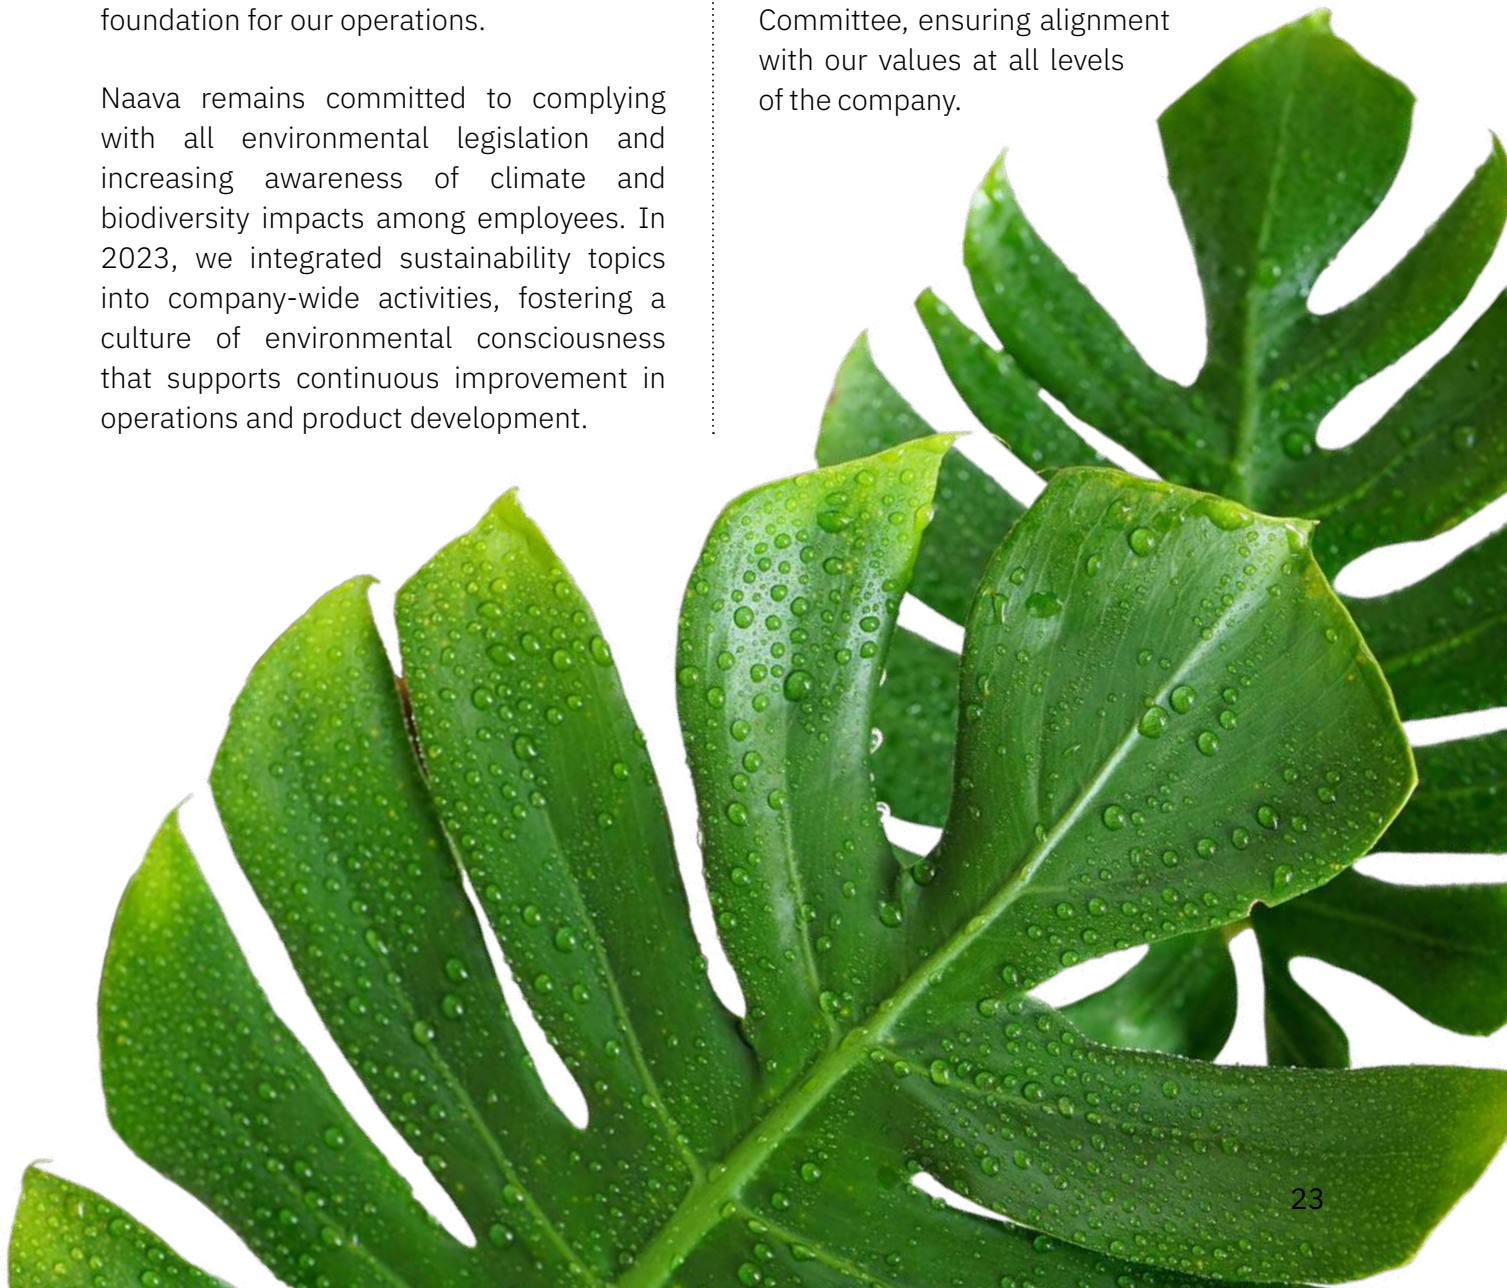 foundation for our operations.
Naava remains committed to complying
with all environmental legislation and
increasing awareness of climate and
biodiversity impacts among employees. In
2023, we integrated sustainability topics
into company-wide activities, fostering a
culture of environmental consciousness
that supports continuous improvement in
operations and product development.
Committee, ensuring alignment
with our values at all levels
of the company.
23